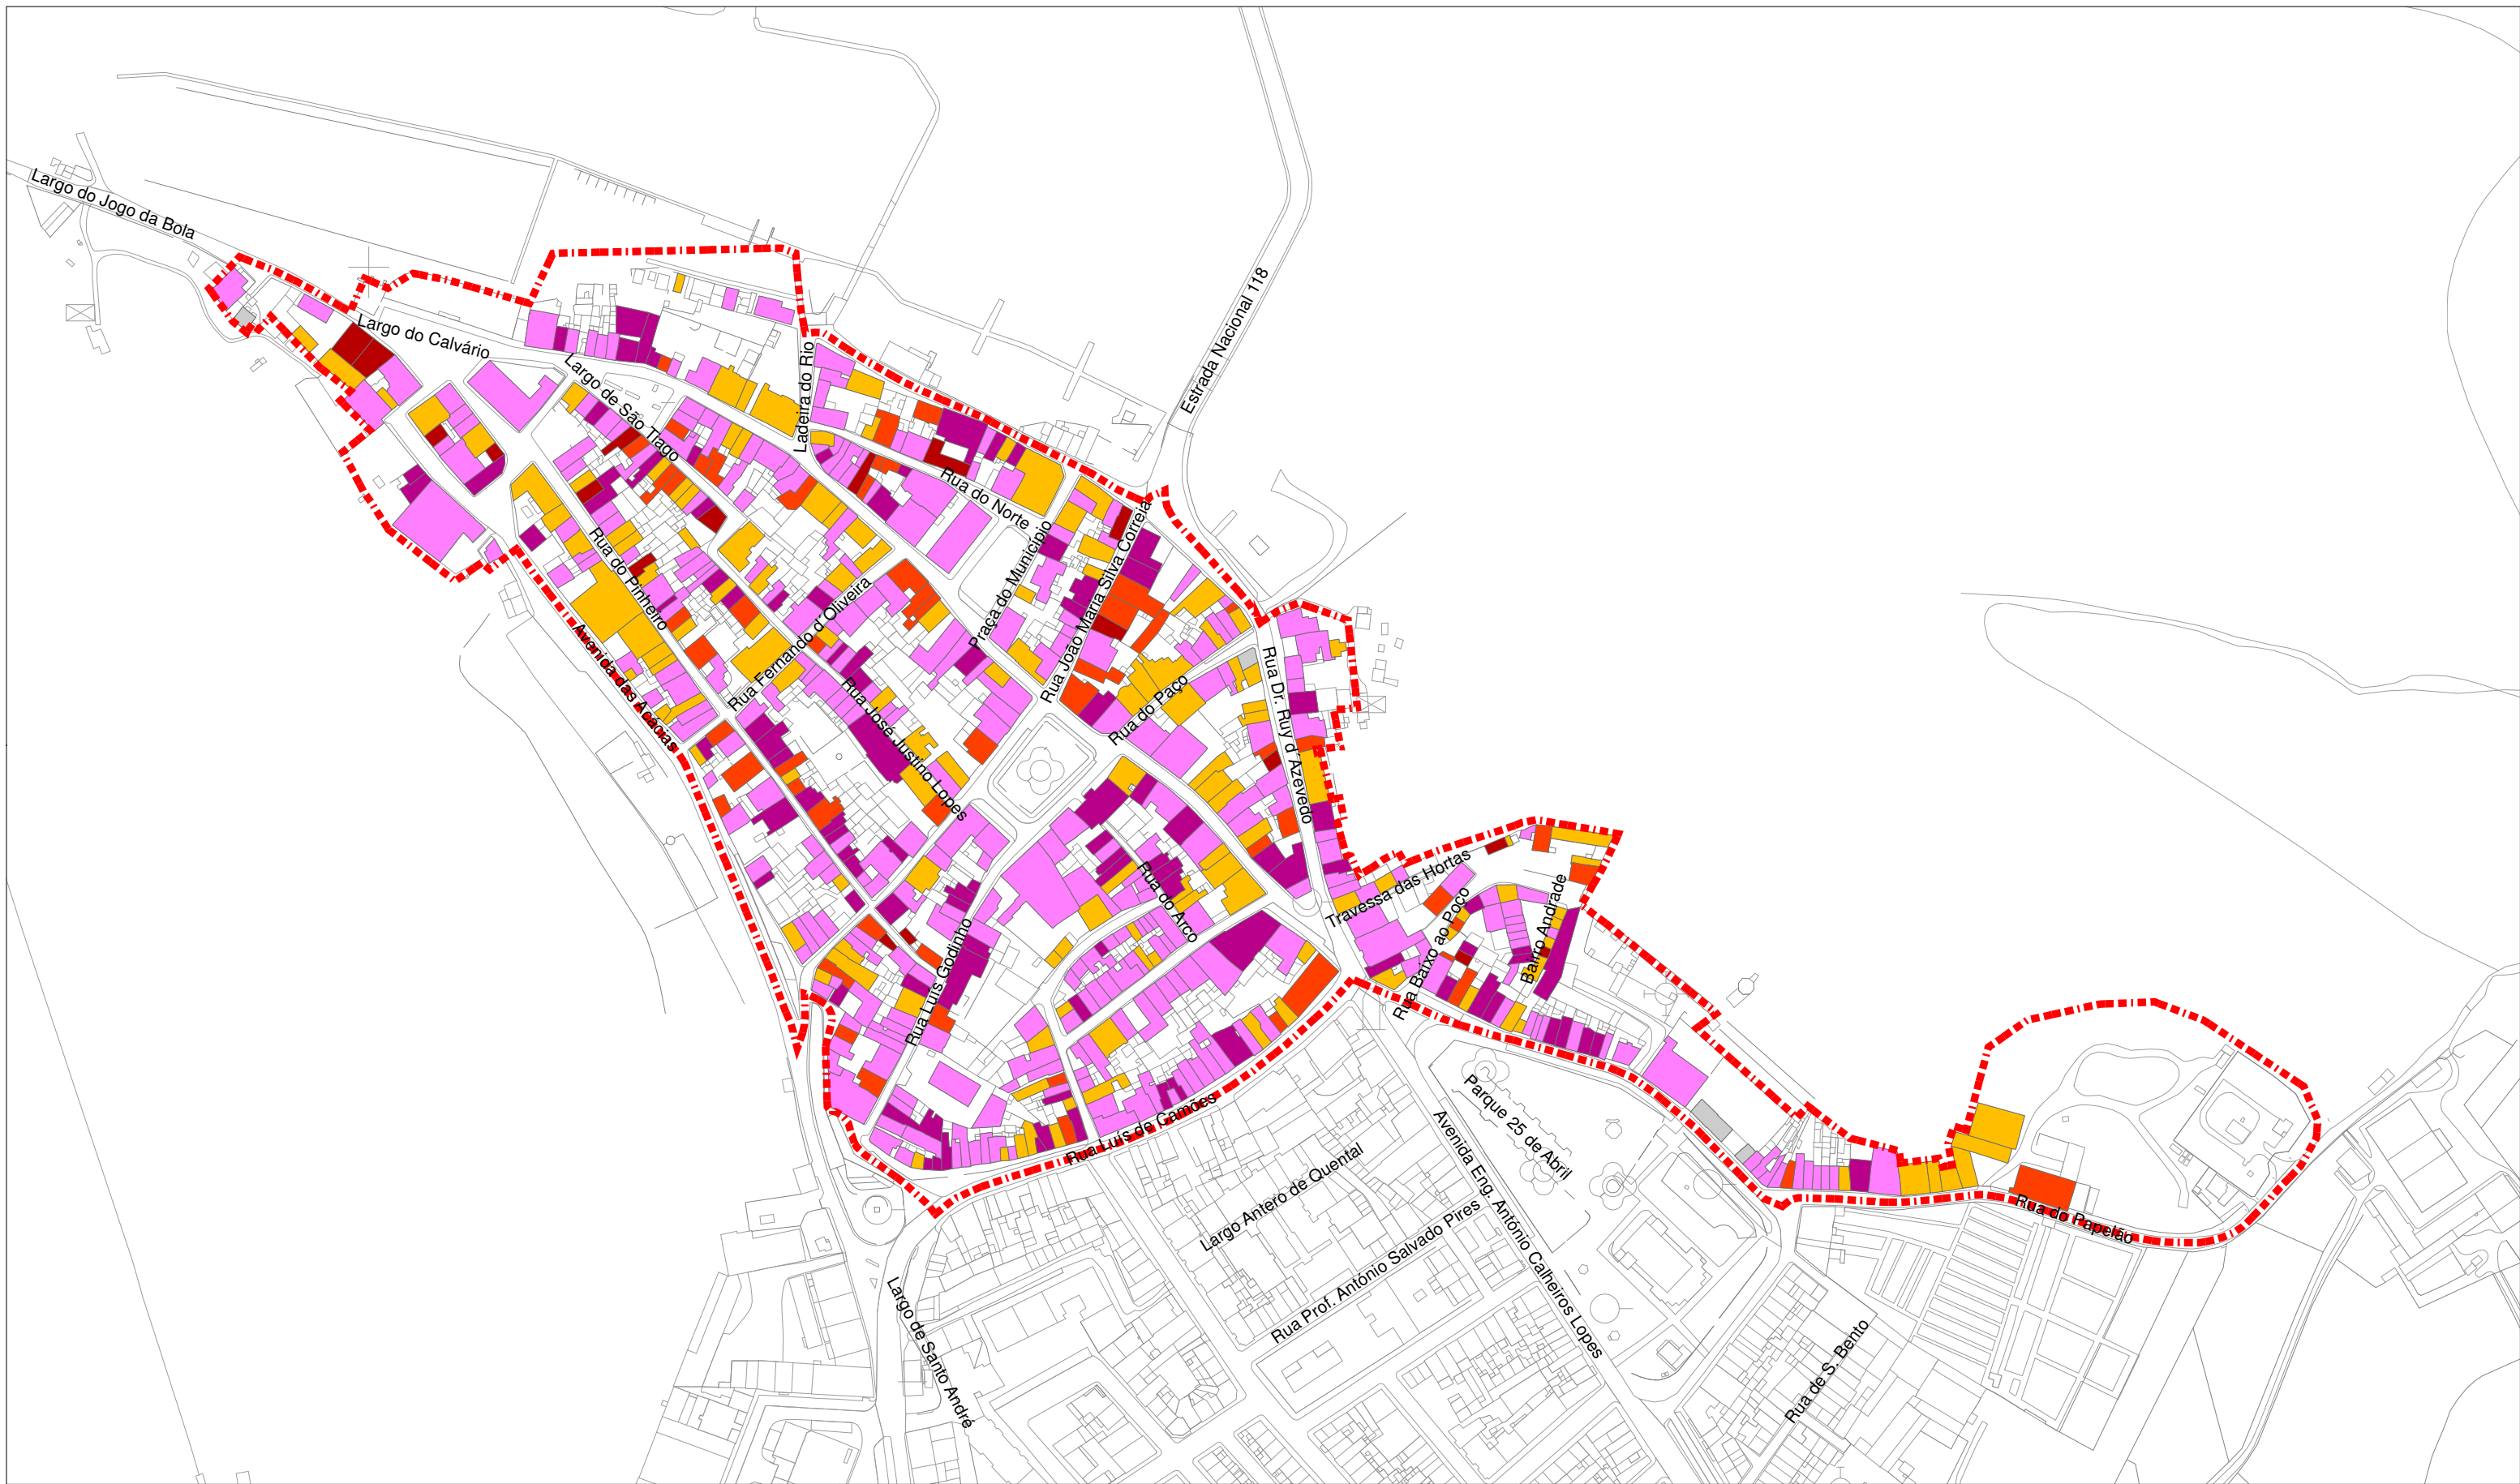 Largo do Jogo da Bola
Estrada Nacional 118
Largo do Calvário
Ladeira do Rio
Largo de São Tiago
Rua do Norte
Rua João Maria Silva Correia
Praça do Município
Rua do Pinheiro
Rua Fernando d´Oliveira
Avenida das Acácias
Rua José Justino Lopes
Rua do Paço
Rua Dr. Ruy d´Azevedo
Travessa das Hortas
Rua do Arco
Bairo Andrade
Rua Baixo ao Poço
Rua Luís Godinho
Parque 25 de Abril
Rua Luís de Camões
Avenida Eng. António Calheiros Lopes
Largo Antero de Quental
Rua Prof. António Salvado Pires
Rua do Papelão
Largo de Santo André
Rua de S. Bento